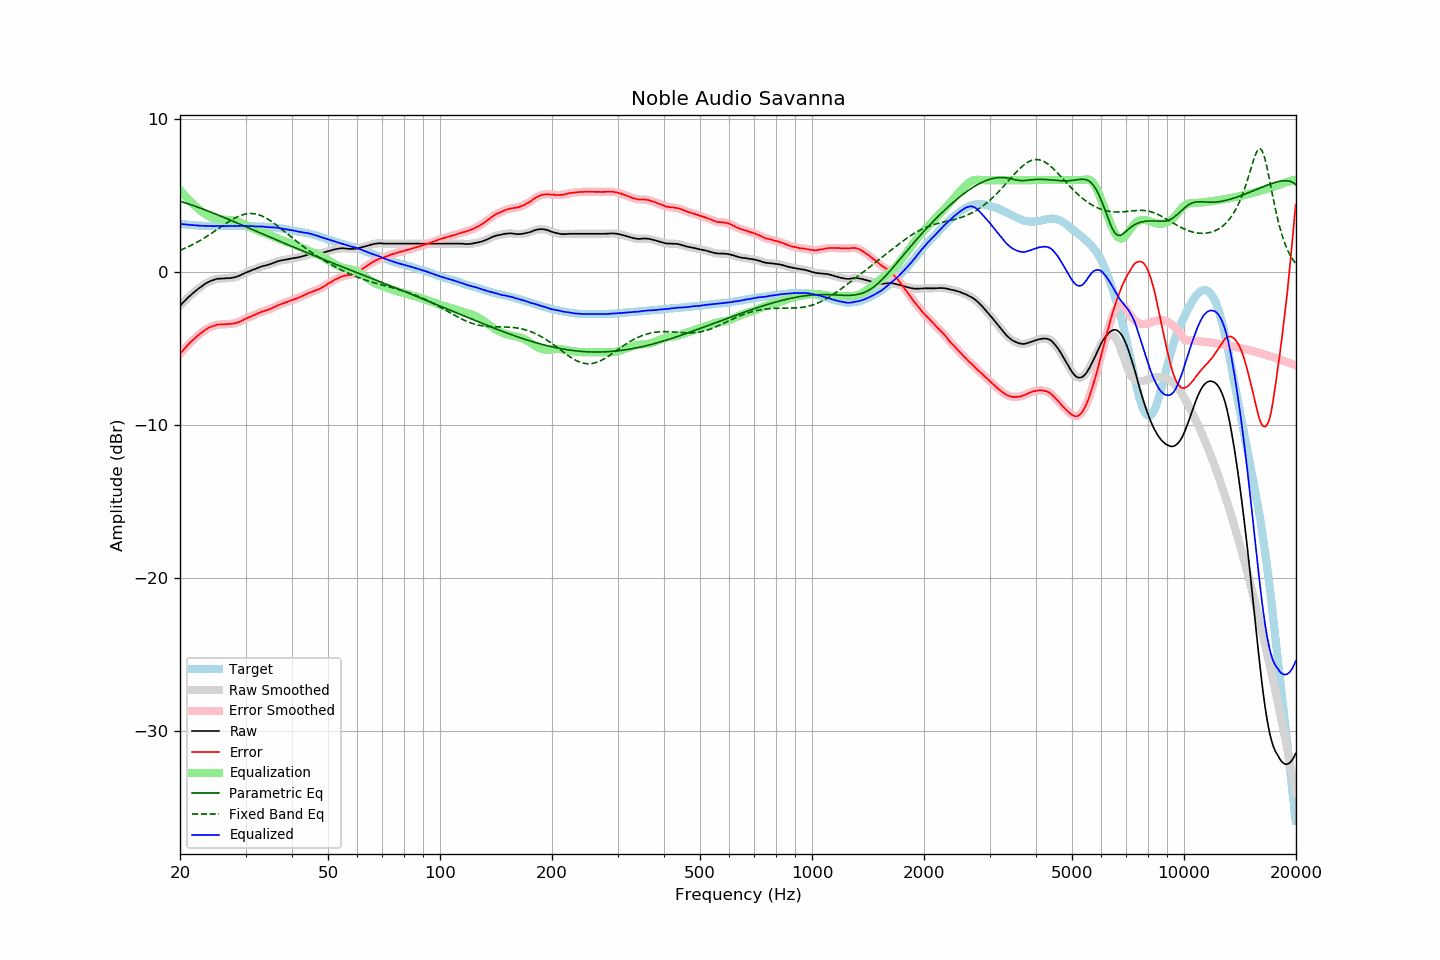 Noble Audio Savanna
10
0
−10
−20
−30
Amplitude (dBr)
Target
Raw Smoothed
Error Smoothed
Raw
Error
Equalization
Parametric Eq
Fixed Band Eq
Equalized
20 50 100 200 500 1000 2000 5000 10000 20000
Frequency (Hz)